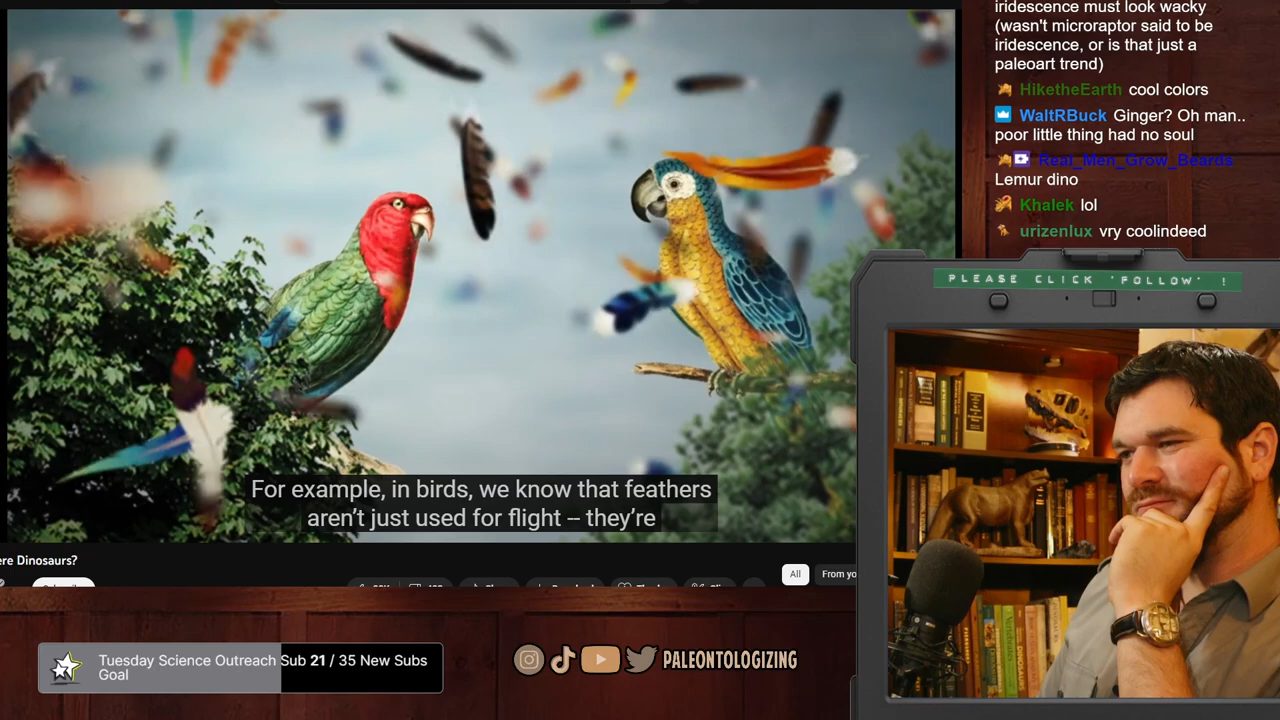 iridescence must look wacky
(wasn't microraptor said to be
iridescence, or is that just a
paleoart trend)
HiketheEarth cool colors
WaltRBuck Ginger? Oh man..
poor little thing had no soul
Real_Men_Grow_Beards
Lemur dino
Khalek lol
urizenlux vry coolindeed
PLEASE CLICK 'FOLLOW' !
For example, in birds, we know that feathers
aren't just used for flight -- they're
ere Dinosaurs?
All
From yo
Tuesday Science Outreach Sub 21 / 35 New Subs
Goal
PALEONTOLOGIZING